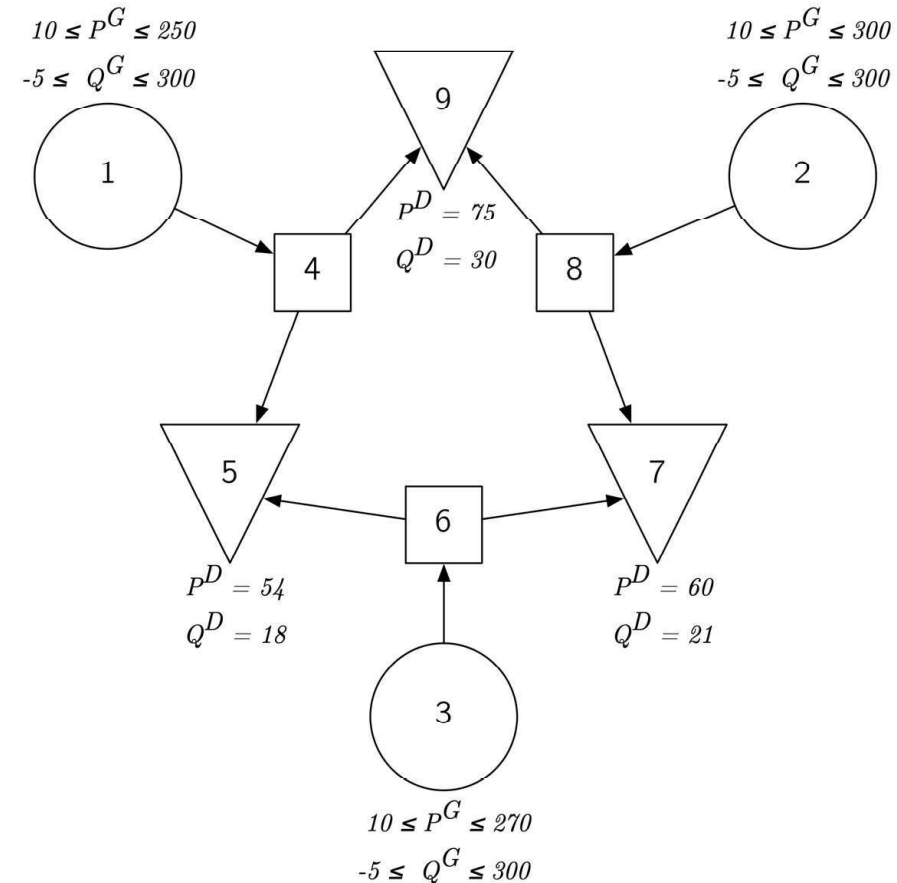 10 ≤ P^G ≤ 250
-5 ≤ Q^G ≤ 300
1
9
P^D = 75
Q^D = 30
10 ≤ P^G ≤ 300
-5 ≤ Q^G ≤ 300
2
4
8
5
P^D = 54
Q^D = 18
6
7
P^D = 60
Q^D = 21
3
10 ≤ P^G ≤ 270
-5 ≤ Q^G ≤ 300